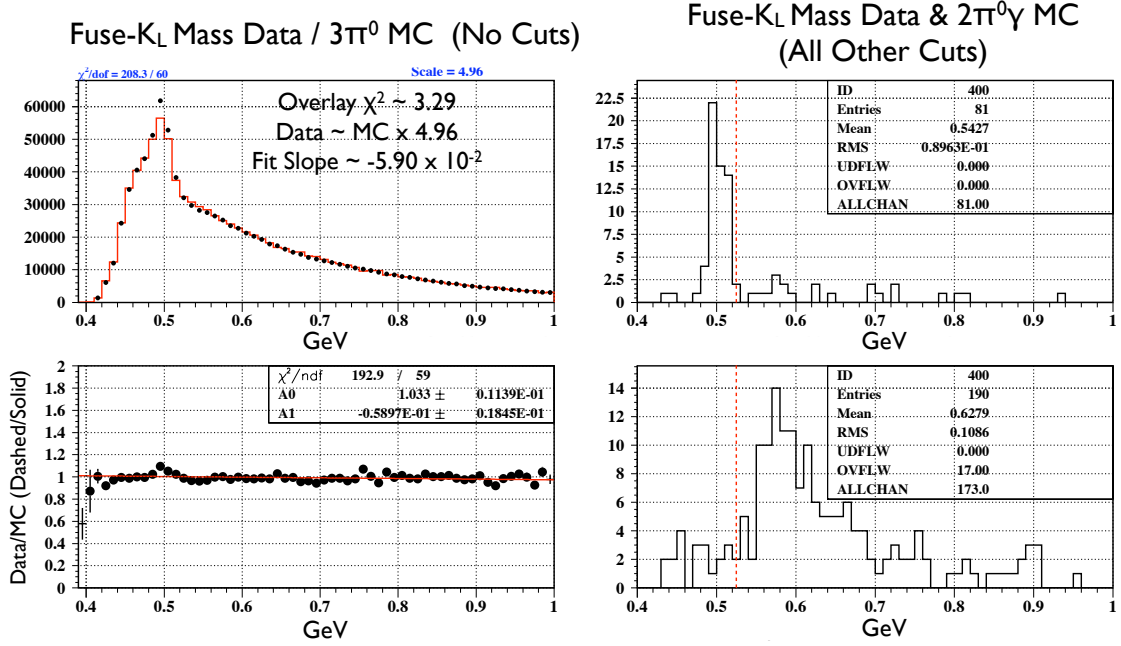 Fuse-K_L Mass Data / 3π⁰ MC (No Cuts)
Fuse-K_L Mass Data & 2π⁰γ MC
(All Other Cuts)
χ²/dof = 208.3 / 60
Scale = 4.96
Overlay χ² ~ 3.29
Data ~ MC x 4.96
Fit Slope ~ -5.90 x 10⁻²
60000
50000
40000
30000
20000
10000
0
0.4 0.5 0.6 0.7 0.8 0.9 1
GeV
ID 400
Entries 81
Mean 0.5427
RMS 0.8963E-01
UDFLW 0.000
OVFLW 0.000
ALLCHAN 81.00
22.5
20
17.5
15
12.5
10
7.5
5
2.5
0
0.4 0.5 0.6 0.7 0.8 0.9 1
GeV
Data/MC (Dashed/Solid)
χ²/ndf 192.9 / 59
A0 1.033 ± 0.1139E-01
A1 -0.5897E-01 ± 0.1845E-01
2
1.8
1.6
1.4
1.2
1
0.8
0.6
0.4
0.2
0
0.4 0.5 0.6 0.7 0.8 0.9 1
GeV
ID 400
Entries 190
Mean 0.6279
RMS 0.1086
UDFLW 0.000
OVFLW 17.00
ALLCHAN 173.0
14
12
10
8
6
4
2
0
0.4 0.5 0.6 0.7 0.8 0.9 1
GeV